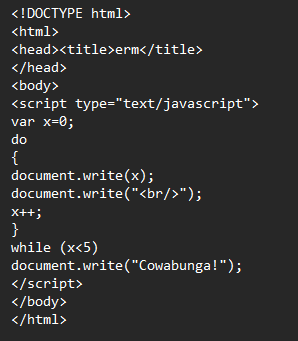 <!DOCTYPE html>
<html>
<head><title>erm</title>
</head>
<body>
<script type="text/javascript">
var x=0;
do
{
document.write(x);
document.write("<br/>");
x++;
}
while (x<5)
document.write("Cowabunga!");
</script>
</body>
</html>